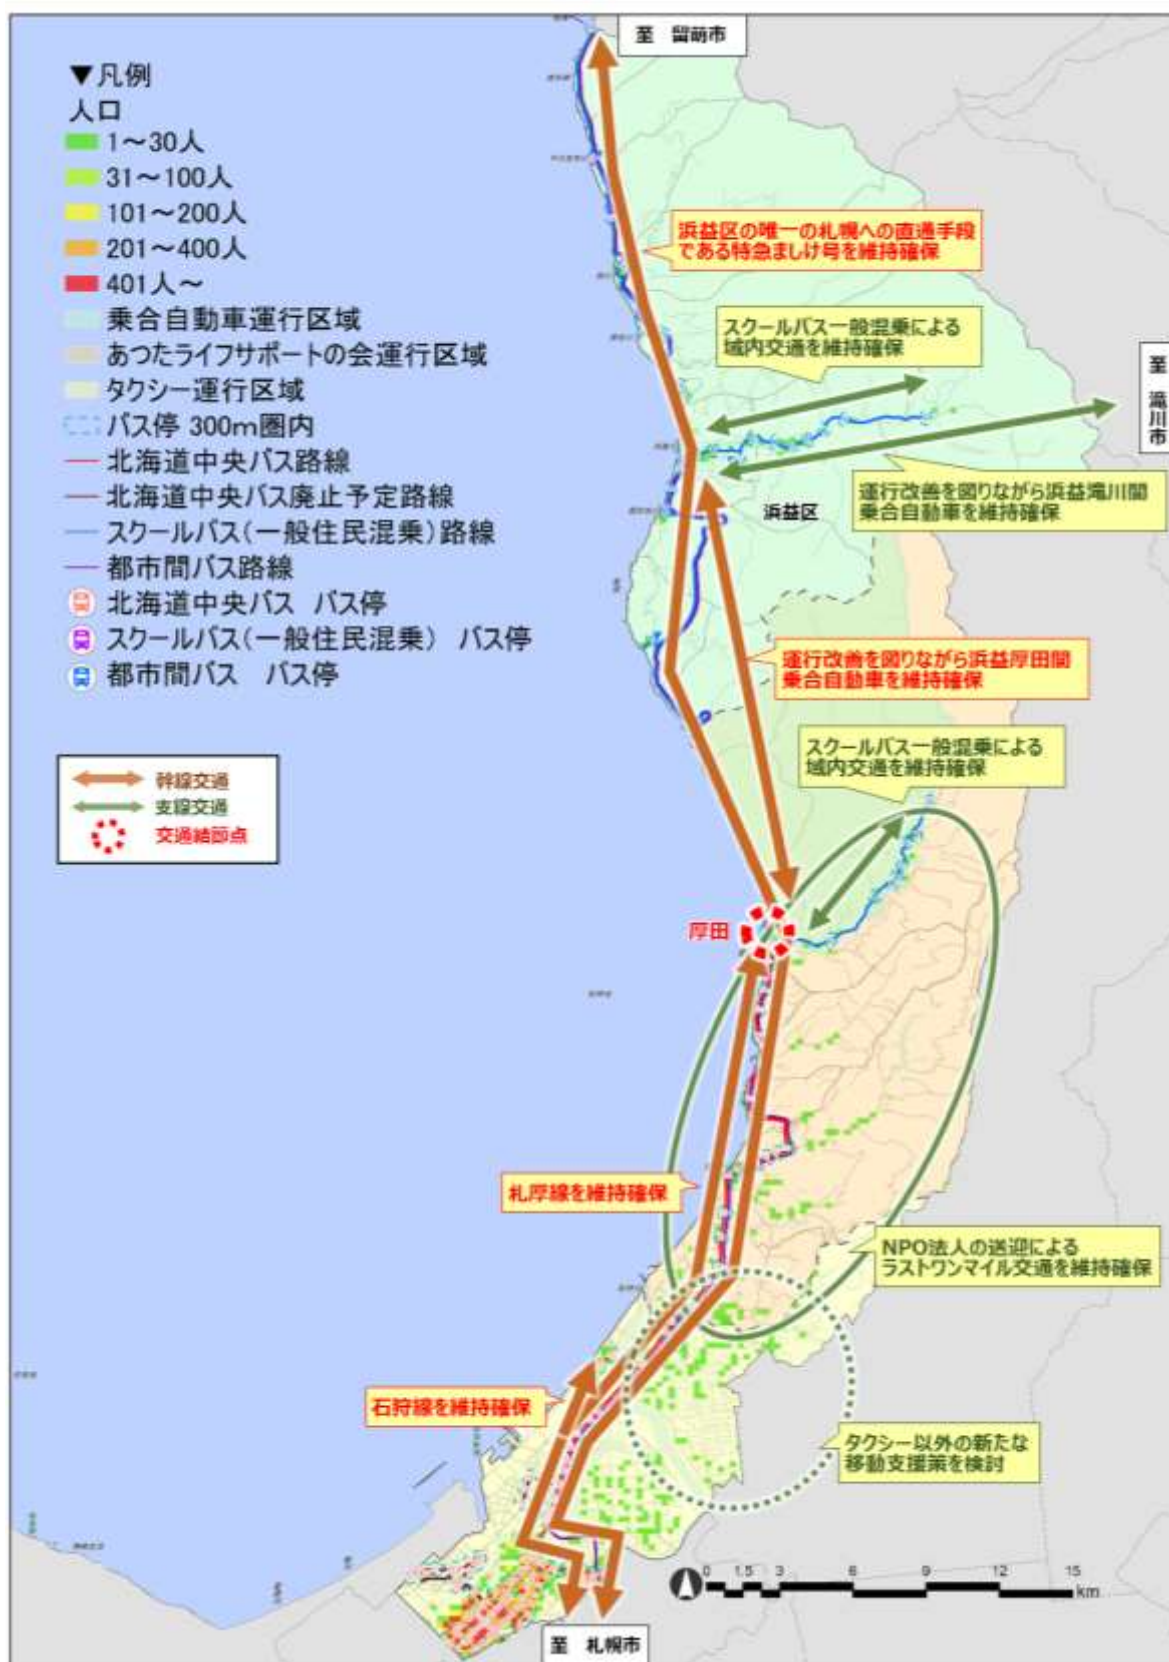 至 留萌市
▼凡例
人口
1～30人
31～100人
101～200人
201～400人
401人～
乗合自動車運行区域
あつたライフサポートの会運行区域
タクシー運行区域
バス停 300m圏内
北海道中央バス路線
北海道中央バス廃止予定路線
スクールバス(一般住民混乗)路線
都市間バス路線
北海道中央バス バス停
スクールバス(一般住民混乗) バス停
都市間バス バス停
幹線交通
支線交通
交通結節点
浜益区の唯一の札幌への直通手段
である特急ましけ号を維持確保
スクールバス一般混乗による
域内交通を維持確保
至 滝川市
運行改善を図りながら浜益滝川間
乗合自動車を維持確保
浜益区
運行改善を図りながら浜益厚田間
乗合自動車を維持確保
スクールバス一般混乗による
域内交通を維持確保
厚田
札厚線を維持確保
NPO法人の送迎による
ラストワンマイル交通を維持確保
石狩線を維持確保
タクシー以外の新たな
移動支援策を検討
0 1.5 3 6 9 12 15
km
至 札幌市